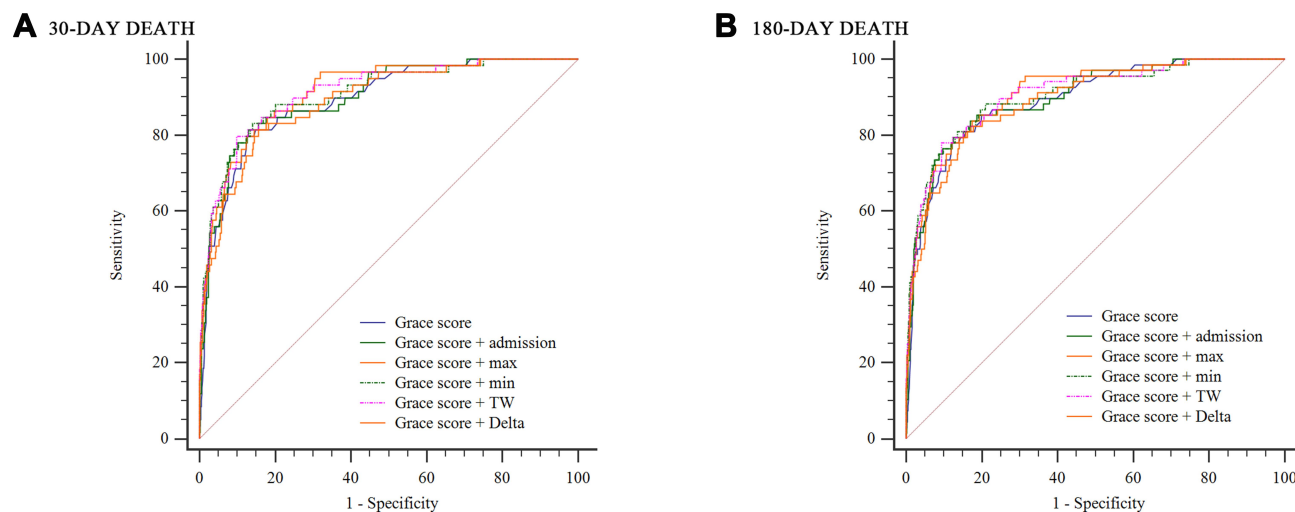 A 30-DAY DEATH
100
80
60
40
20
0
Sensitivity
Grace score
Grace score + admission
Grace score + max
Grace score + min
Grace score + TW
Grace score + Delta
0 20 40 60 80 100
1 - Specificity
B 180-DAY DEATH
100
80
60
40
20
0
Sensitivity
Grace score
Grace score + admission
Grace score + max
Grace score + min
Grace score + TW
Grace score + Delta
0 20 40 60 80 100
1 - Specificity